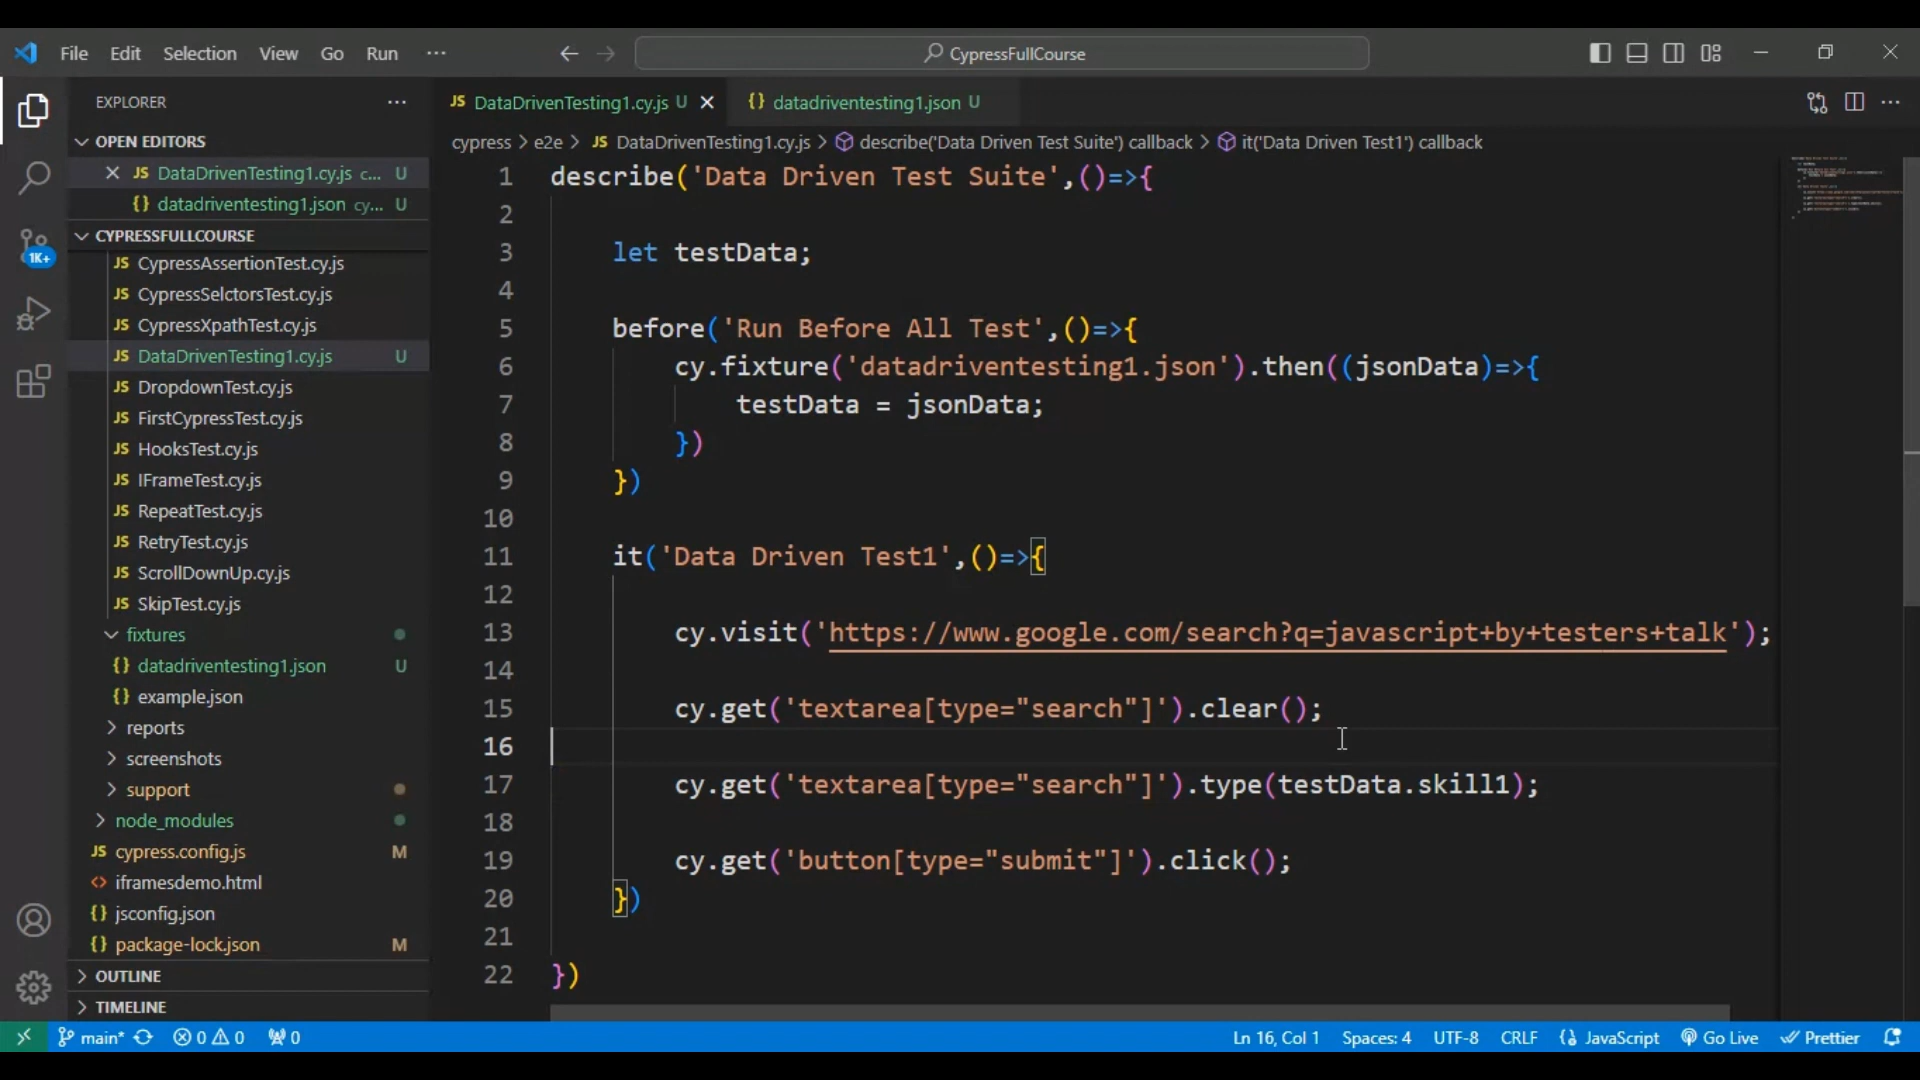 File Edit Selection View Go Run ··· CypressFullCourse
EXPLORER ···
OPEN EDITORS
JS DataDrivenTesting1.cy.js c... U
{} datadriventesting1.json cy... U
CYPRESSFULLCOURSE
JS CypressAssertionTest.cy.js
JS CypressSelctorsTest.cy.js
JS CypressXpathTest.cy.js
JS DataDrivenTesting1.cy.js U
JS DropdownTest.cy.js
JS FirstCypressTest.cy.js
JS HooksTest.cy.js
JS IFrameTest.cy.js
JS RepeatTest.cy.js
JS RetryTest.cy.js
JS ScrollDownUp.cy.js
JS SkipTest.cy.js
fixtures
{} datadriventesting1.json U
{} example.json
reports
screenshots
support
node_modules
JS cypress.config.js M
<> iframesdemo.html
{} jsconfig.json
{} package-lock.json M
OUTLINE
TIMELINE
1K+
JS DataDrivenTesting1.cy.js U {} datadriventesting1.json U ···
cypress > e2e > JS DataDrivenTesting1.cy.js > describe('Data Driven Test Suite') callback > it('Data Driven Test1') callback
1 describe('Data Driven Test Suite',()=>{
2
3 let testData;
4
5 before('Run Before All Test',()=>{
6 cy.fixture('datadriventesting1.json').then((jsonData)=>{
7 testData = jsonData;
8 })
9 })
10
11 it('Data Driven Test1',()=>{
12
13 cy.visit('https://www.google.com/search?q=javascript+by+testers+talk');
14
15 cy.get('textarea[type="search"]').clear();
16
17 cy.get('textarea[type="search"]').type(testData.skill1);
18
19 cy.get('button[type="submit"]').click();
20 })
21
22 })
main* 0 0 0 Ln 16, Col 1 Spaces: 4 UTF-8 CRLF {} JavaScript Go Live Prettier